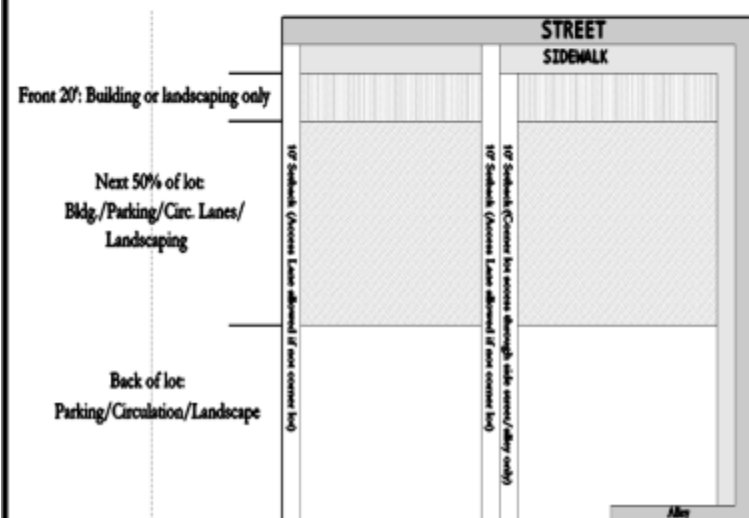 STREET
SIDEWALK
Front 20': Building or landscaping only
10' Setback (Access Lane allowed if not corner lot)
10' Setback (Access Lane allowed if not corner lot)
10' Setback (Corner lot access through side street/alley only)
Next 50% of lot:
Bldg./Parking/Circ. Lanes/
Landscaping
Back of lot:
Parking/Circulation/Landscape
Alley